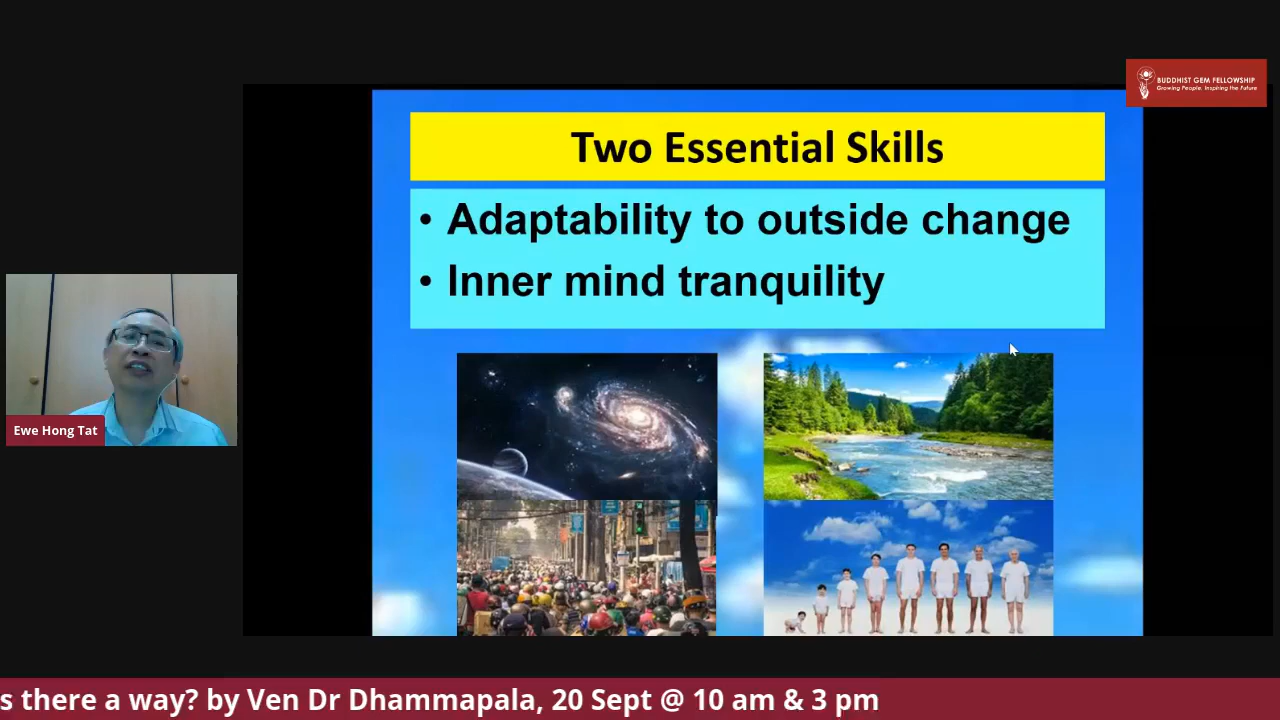 BUDDHIST GEM FELLOWSHIP
Growing People. Inspiring the Future
Two Essential Skills
• Adaptability to outside change
• Inner mind tranquility
Ewe Hong Tat
s there a way? by Ven Dr Dhammapala, 20 Sept @ 10 am & 3 pm